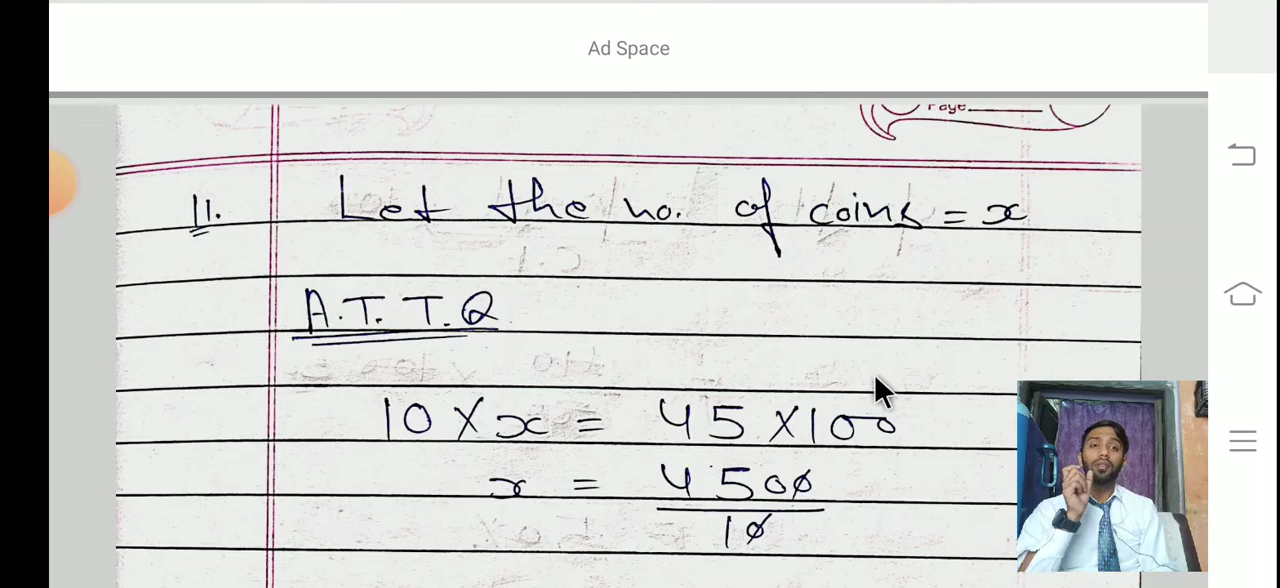 Ad Space
Page
11. Let the no. of coins = x
A.T.T.Q
10 × x = 45 × 100
x = 4500
10